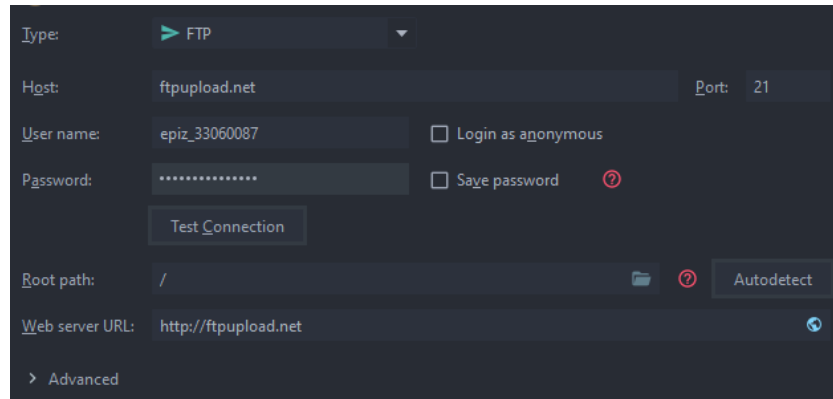 Type: FTP
Host: ftpupload.net Port: 21
User name: epiz_33060087 Login as anonymous
Password: ••••••••••••••• Save password
Test Connection
Root path: / Autodetect
Web server URL: http://ftpupload.net
Advanced